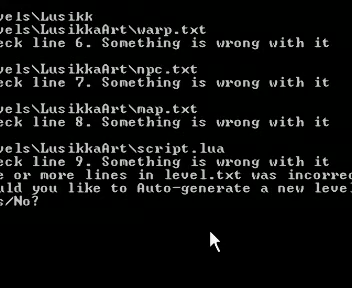 vels\Lusikk
vels\LusikkaArt\warp.txt
eck line 6. Something is wrong with it
vels\LusikkaArt\npc.txt
eck line 7. Something is wrong with it
vels\LusikkaArt\map.txt
eck line 8. Something is wrong with it
vels\LusikkaArt\script.lua
eck line 9. Something is wrong with it
e or more lines in level.txt was incorrec
uld you like to Auto-generate a new leve
s/No?